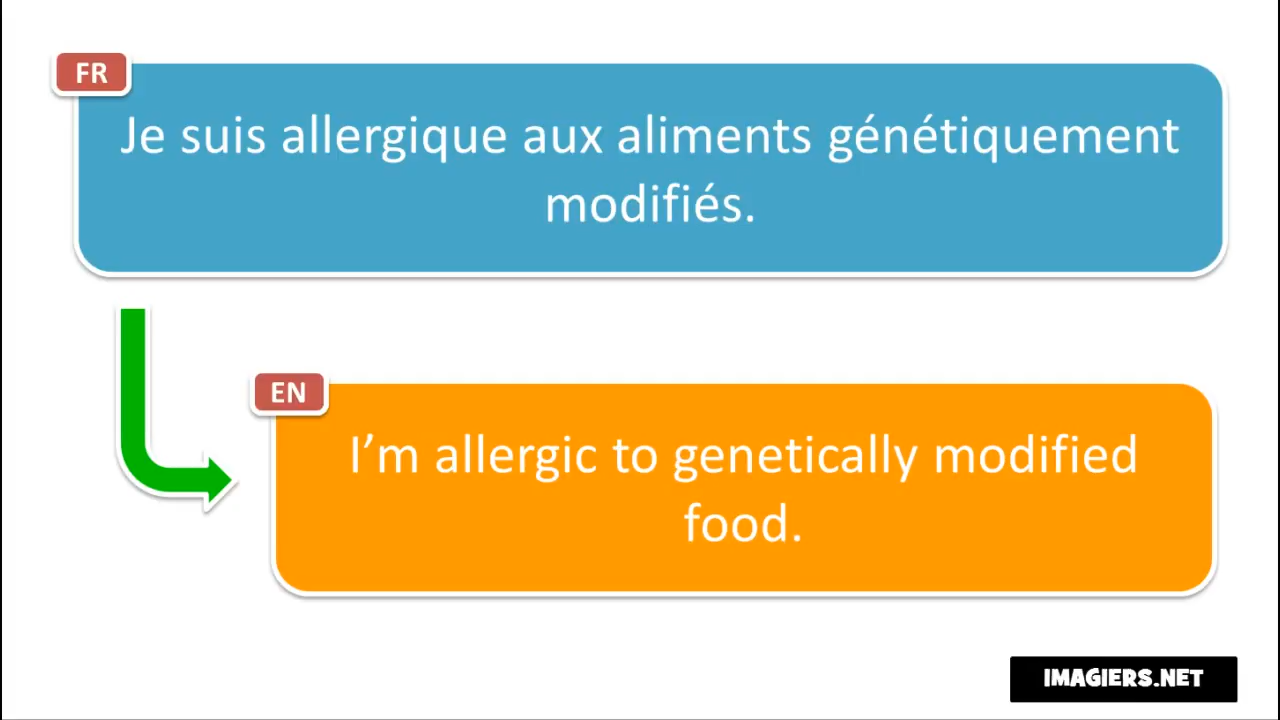 FR
Je suis allergique aux aliments génétiquement
modifiés.
EN
I’m allergic to genetically modified
food.
IMAGIERS.NET